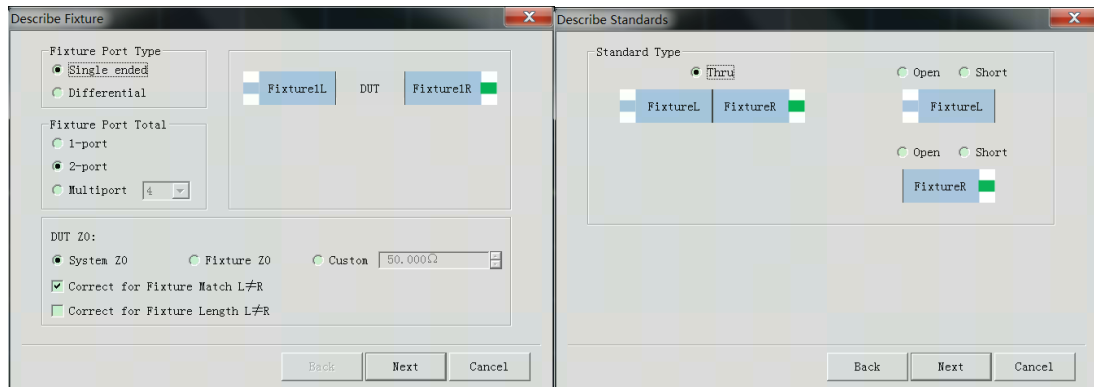 Describe Fixture
Fixture Port Type
Single ended
Differential
Fixture1L DUT Fixture1R
Fixture Port Total
1-port
2-port
Multiport 4
DUT Z0:
System Z0 Fixture Z0 Custom 50.000Ω
Correct for Fixture Match L≠R
Correct for Fixture Length L≠R
Back Next Cancel
Describe Standards
Standard Type
Thru Open Short
FixtureL FixtureR FixtureL
Open Short
FixtureR
Back Next Cancel